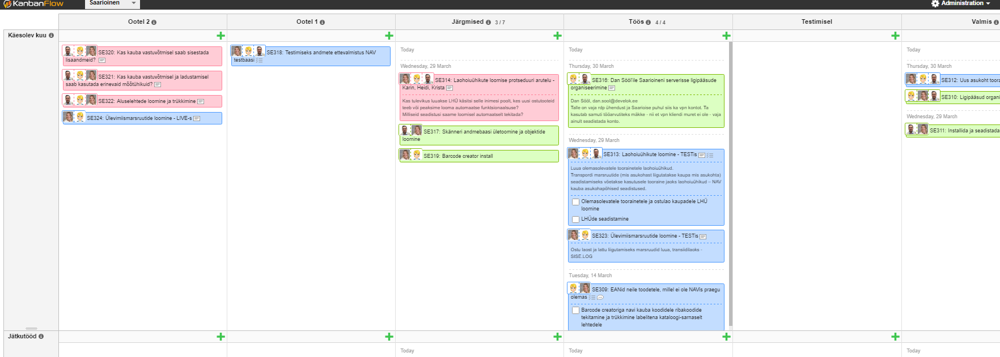 KanbanFlow
Saarioinen
Administration
Ootel 2
Ootel 1
Järgmised 3 / 7
Töös 4 / 4
Testimisel
Valmis
Käesolev kuu
SE320: Kas kauba vastuvõtmisel saab sisestada
lisaandmeid?
SE321: Kas kauba vastuvõtmisel ja ladustamisel
saab kasutada erinevaid mõõtühikuid?
SE322: Aluselehtede loomine ja trükkimine
SE324: Ülevimiismarsruutide loomine - LIVE-s
SE318: Testimiseks andmete ettevalmistus NAV
testbaasi
Today
Wednesday, 29 March
SE314: Laohoiuühikute loomise protseduuri arutelu -
Karin, Heidi, Krista
Kas tulevikus luuakse LHÜ käsitsi selle inimesi poolt, kes uusi ostutooteid
teeb või peaksime looma automaatse funktsionaalsuse?
Milliseid seadistusi saame loomisel automaatselt tekitada?
SE317: Skänneri andmebaasi ületoomine ja objektide
loomine
SE319: Barcode creator install
Today
Thursday, 30 March
SE316: Dan Sööl'ile Saarioineni serverisse ligipääsude
organiseerimine
Dan Sööl, dan.sool@develok.ee
Talle on vaja rdp ühendust ja Saarioise puhul siis ka vpn kontot. Ta
kasutab samuti tööarvutiteks mäkke - nii et vpn kliendi muret ei ole - vaja
ainult seadistada konto.
Wednesday, 29 March
SE313: Laohoiuühikute loomine - TESTis
Luua olemasolevatele toorainetele laohoiuühikud.
Transpordi marsruutide (mis asukohast liigutatakse kaupa mis asukohta)
seadistamiseks võetakse kasutusele tooraine jaoks laohoiuühikud – NAV
kauba asukohapõhised seadistused.
Olemasolevatele toorainetele ja ostulao kaupadele LHÜ
loomine
LHÜde seadistamine
SE323: Ülevimiismarsruutide loomine - TESTis
Ostu laost ja lattu liigutamiseks marsruudid luua, transiidilaoks -
SISE.LOG
Tuesday, 14 March
SE309: EANid neile toodetele, millel ei ole NAVis praegu
olemas
Barcode creatoriga navi kauba koodidele ribakoodide
tekitamine ja trükkimine labelitena kataloogi-sarnaselt
lehtedele
Today
Thursday, 30 March
SE312: Uus asukoht toora
SE310: Ligipääsud organi
Wednesday, 29 March
SE311: Installida ja seadistada
Jätkutööd
Today
Today
Today